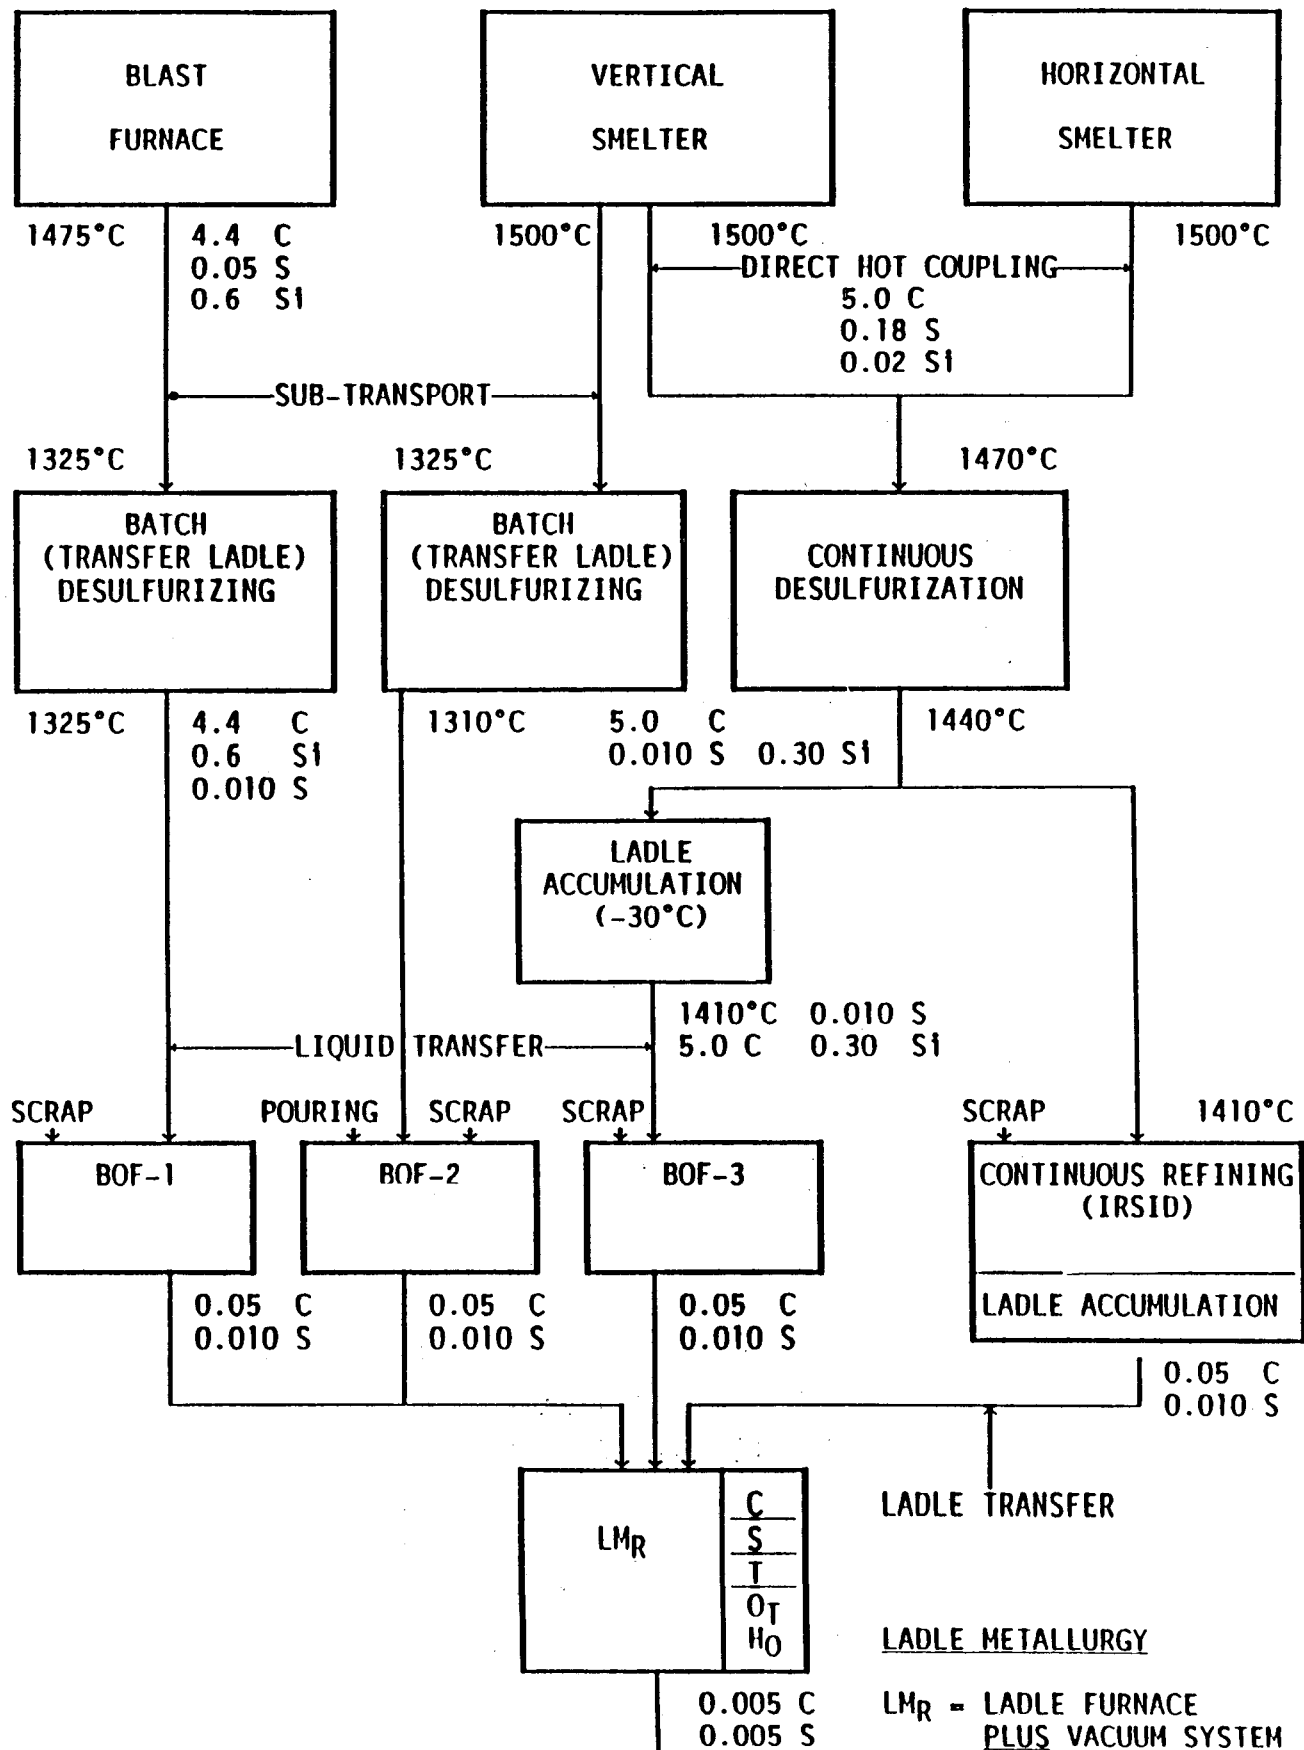 BLAST
FURNACE
VERTICAL
SMELTER
HORIZONTAL
SMELTER
1475°C
4.4 C
0.05 S
0.6 Si
1500°C
1500°C
1500°C
DIRECT HOT COUPLING
5.0 C
0.18 S
0.02 Si
SUB-TRANSPORT
1325°C
1325°C
1470°C
BATCH
(TRANSFER LADLE)
DESULFURIZING
BATCH
(TRANSFER LADLE)
DESULFURIZING
CONTINUOUS
DESULFURIZATION
1325°C
4.4 C
0.6 Si
0.010 S
1310°C
5.0 C
0.010 S 0.30 Si
1440°C
LADLE
ACCUMULATION
(-30°C)
1410°C 0.010 S
5.0 C 0.30 Si
LIQUID TRANSFER
SCRAP
POURING
SCRAP
SCRAP
SCRAP
1410°C
BOF-1
BOF-2
BOF-3
CONTINUOUS REFINING
(IRSID)
LADLE ACCUMULATION
0.05 C
0.010 S
0.05 C
0.010 S
0.05 C
0.010 S
0.05 C
0.010 S
LMR
C
S
T
OT
HO
LADLE TRANSFER
LADLE METALLURGY
0.005 C
0.005 S
LMR = LADLE FURNACE
PLUS VACUUM SYSTEM